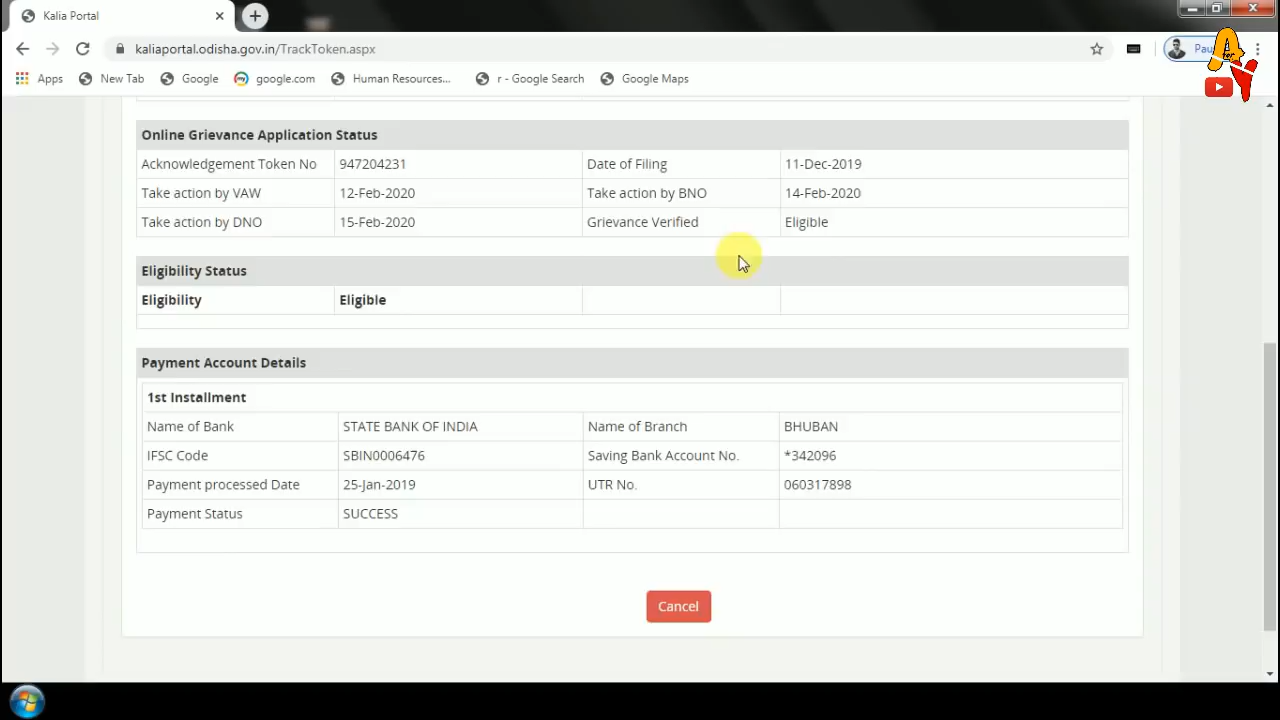 Kalia Portal
kaliaportal.odisha.gov.in/TrackToken.aspx
Pau
Apps New Tab Google google.com Human Resources... r - Google Search Google Maps
Online Grievance Application Status
Acknowledgement Token No 947204231 Date of Filing 11-Dec-2019
Take action by VAW 12-Feb-2020 Take action by BNO 14-Feb-2020
Take action by DNO 15-Feb-2020 Grievance Verified Eligible
Eligibility Status
Eligibility Eligible
Payment Account Details
1st Installment
Name of Bank STATE BANK OF INDIA Name of Branch BHUBAN
IFSC Code SBIN0006476 Saving Bank Account No. *342096
Payment processed Date 25-Jan-2019 UTR No. 060317898
Payment Status SUCCESS
Cancel